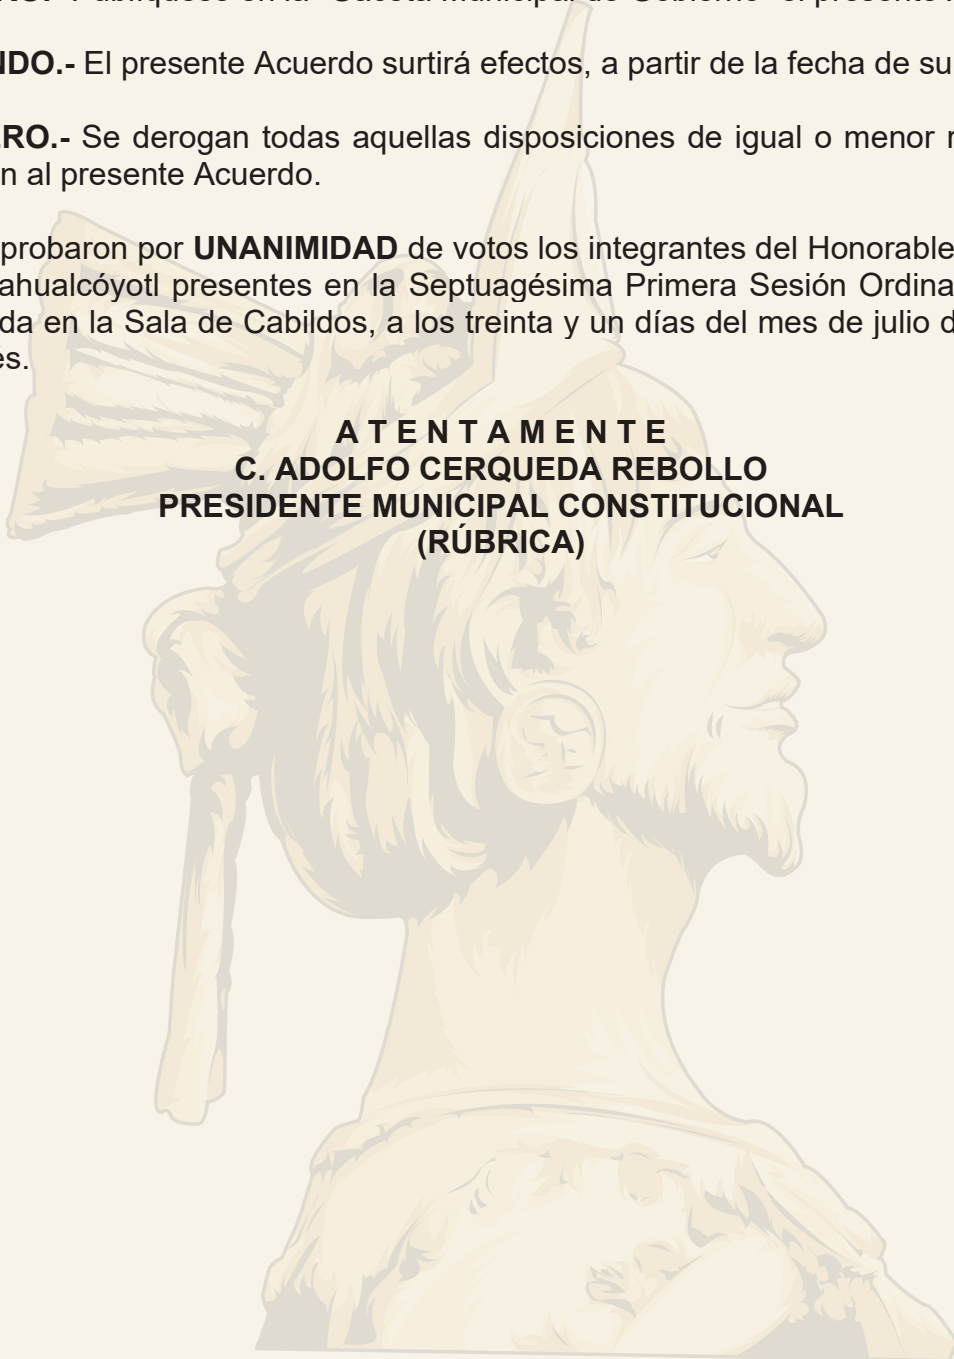 NDO.- El presente Acuerdo surtirá efectos, a partir de la fecha de su
RO.- Se derogan todas aquellas disposiciones de igual o menor
n al presente Acuerdo.
probaron por UNANIMIDAD de votos los integrantes del Honorable
ahualcóyotl presentes en la Septuagésima Primera Sesión Ordina
da en la Sala de Cabildos, a los treinta y un días del mes de julio d
és.
A T E N T A M E N T E
C. ADOLFO CERQUEDA REBOLLO
PRESIDENTE MUNICIPAL CONSTITUCIONAL
(RÚBRICA)